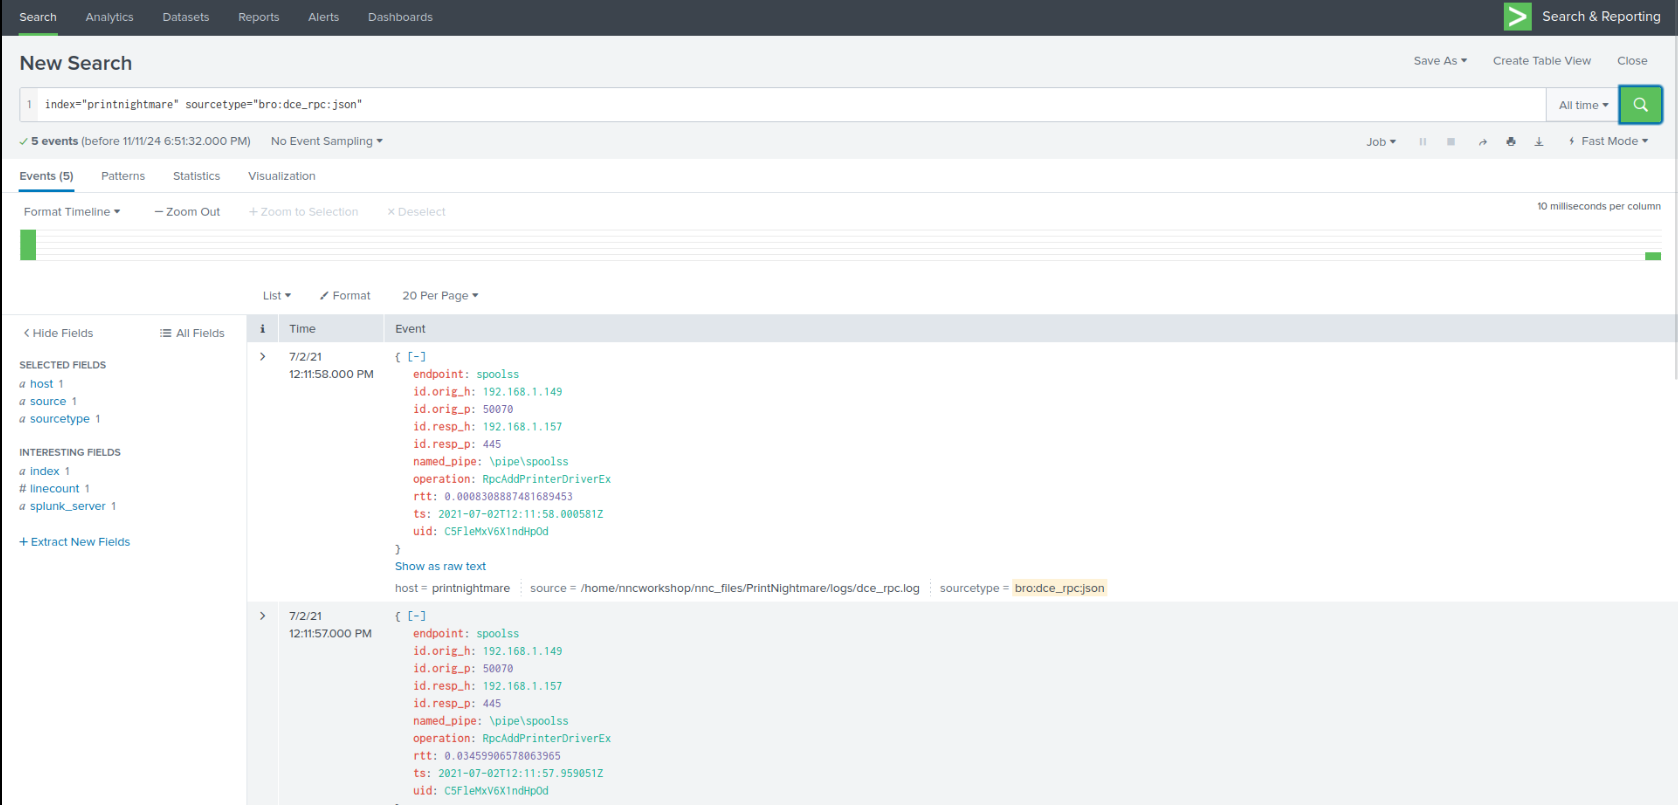 Search Analytics Datasets Reports Alerts Dashboards Search & Reporting
New Search Save As Create Table View Close
1 index="printnightmare" sourcetype="bro:dce_rpc:json" All time
5 events (before 11/11/24 6:51:32.000 PM) No Event Sampling Job Fast Mode
Events (5) Patterns Statistics Visualization
Format Timeline — Zoom Out + Zoom to Selection × Deselect 10 milliseconds per column
List Format 20 Per Page
< Hide Fields All Fields
SELECTED FIELDS
a host 1
a source 1
a sourcetype 1
INTERESTING FIELDS
a index 1
# linecount 1
a splunk_server 1
+ Extract New Fields
i Time Event
> 7/2/21 { [-]
12:11:58.000 PM endpoint: spoolss
id.orig_h: 192.168.1.149
id.orig_p: 50070
id.resp_h: 192.168.1.157
id.resp_p: 445
named_pipe: \pipe\spoolss
operation: RpcAddPrinterDriverEx
rtt: 0.0008308887481689453
ts: 2021-07-02T12:11:58.000581Z
uid: C5FleMxV6X1ndHpOd
}
Show as raw text
host = printnightmare source = /home/nncworkshop/nnc_files/PrintNightmare/logs/dce_rpc.log sourcetype = bro:dce_rpc:json
> 7/2/21 { [-]
12:11:57.000 PM endpoint: spoolss
id.orig_h: 192.168.1.149
id.orig_p: 50070
id.resp_h: 192.168.1.157
id.resp_p: 445
named_pipe: \pipe\spoolss
operation: RpcAddPrinterDriverEx
rtt: 0.03459906578063965
ts: 2021-07-02T12:11:57.959051Z
uid: C5FleMxV6X1ndHpOd